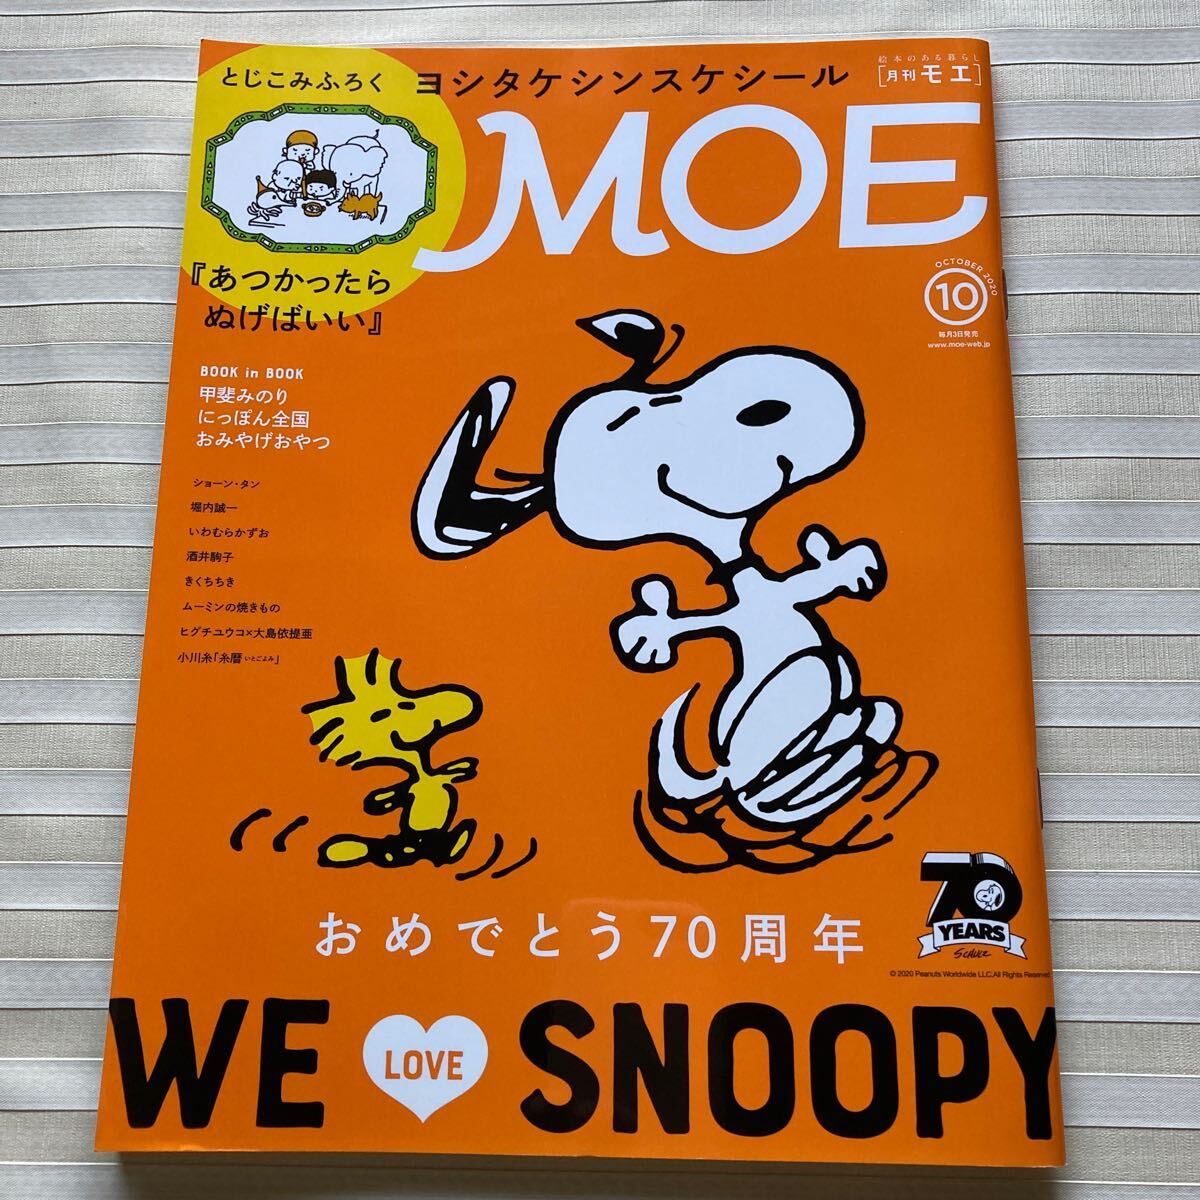 とじこみふろく
ヨシタケシンスケシール
絵本のある暮らし
[月刊モエ]
MOE
『あつかったら
ぬげばいい』
OCTOBER 2020
10
毎月3日発売
www.moe-web.jp
BOOK in BOOK
甲斐みのり
にっぽん全国
おみやげおやつ
ショーン・タン
堀内誠一
いわむらかずお
酒井駒子
きくちちき
ムーミンの焼きもの
ヒグチユウコ×大島依提亜
小川糸「糸暦 いとごよみ」
70
YEARS
SCHULZ
おめでとう70周年
© 2020 Peanuts Worldwide LLC.All Rights Reserved
WE LOVE SNOOPY